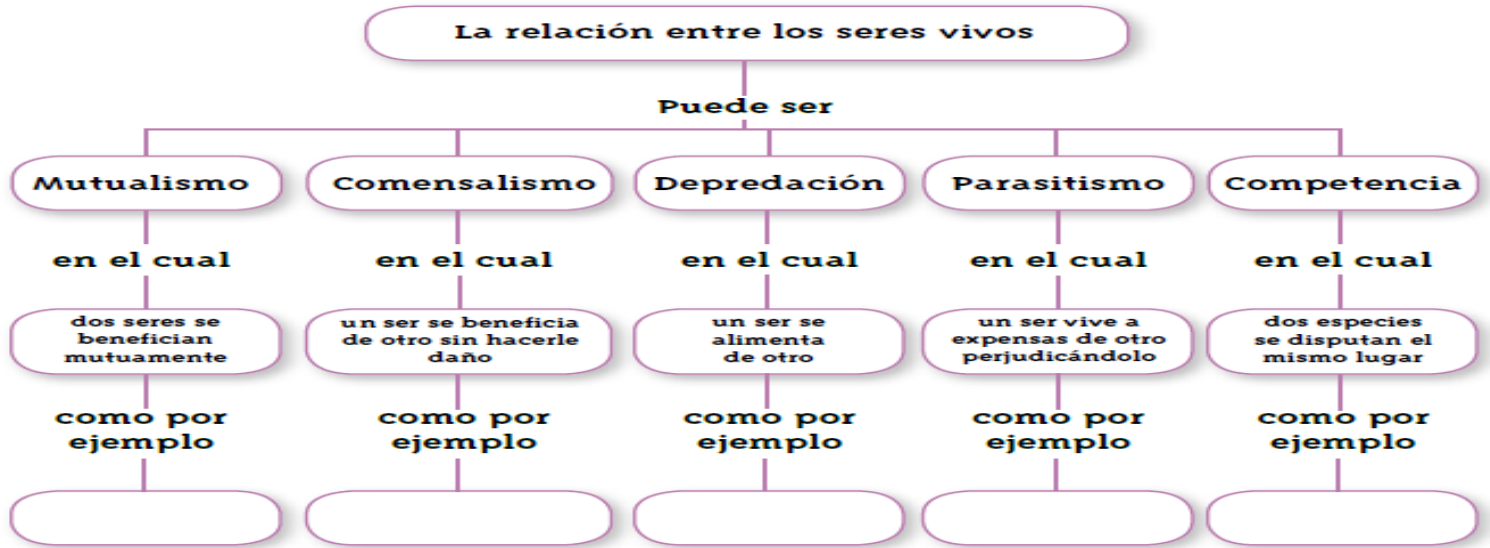 La relación entre los seres vivos
Puede ser
Mutualismo
Comensalismo
Depredación
Parasitismo
Competencia
en el cual
en el cual
en el cual
en el cual
en el cual
dos seres se
benefician
mutuamente
un ser se beneficia
de otro sin hacerle
daño
un ser se
alimenta
de otro
un ser vive a
expensas de otro
perjudicándolo
dos especies
se disputan el
mismo lugar
como por
ejemplo
como por
ejemplo
como por
ejemplo
como por
ejemplo
como por
ejemplo